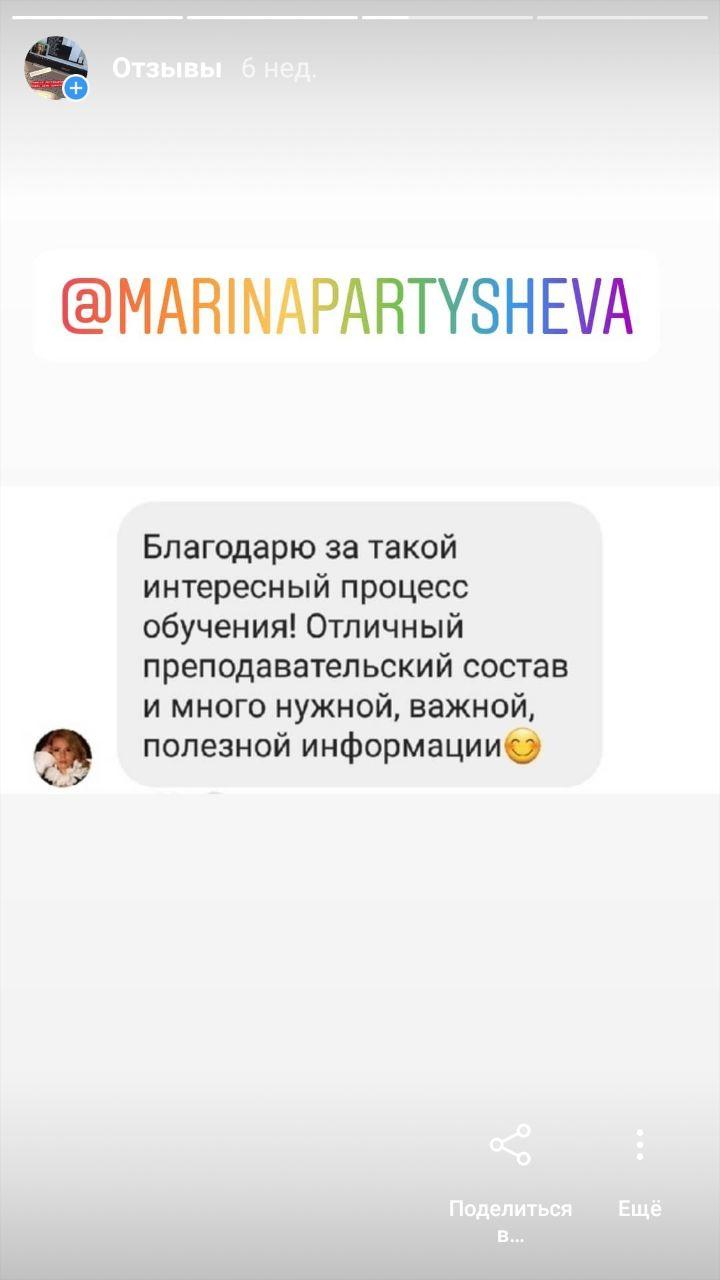 Отзывы 6 нед.
@MARINAPARTYSHEVA
Благодарю за такой
интересный процесс
обучения! Отличный
преподавательский состав
и много нужной, важной,
полезной информации😊
Поделиться
в...
Ещё